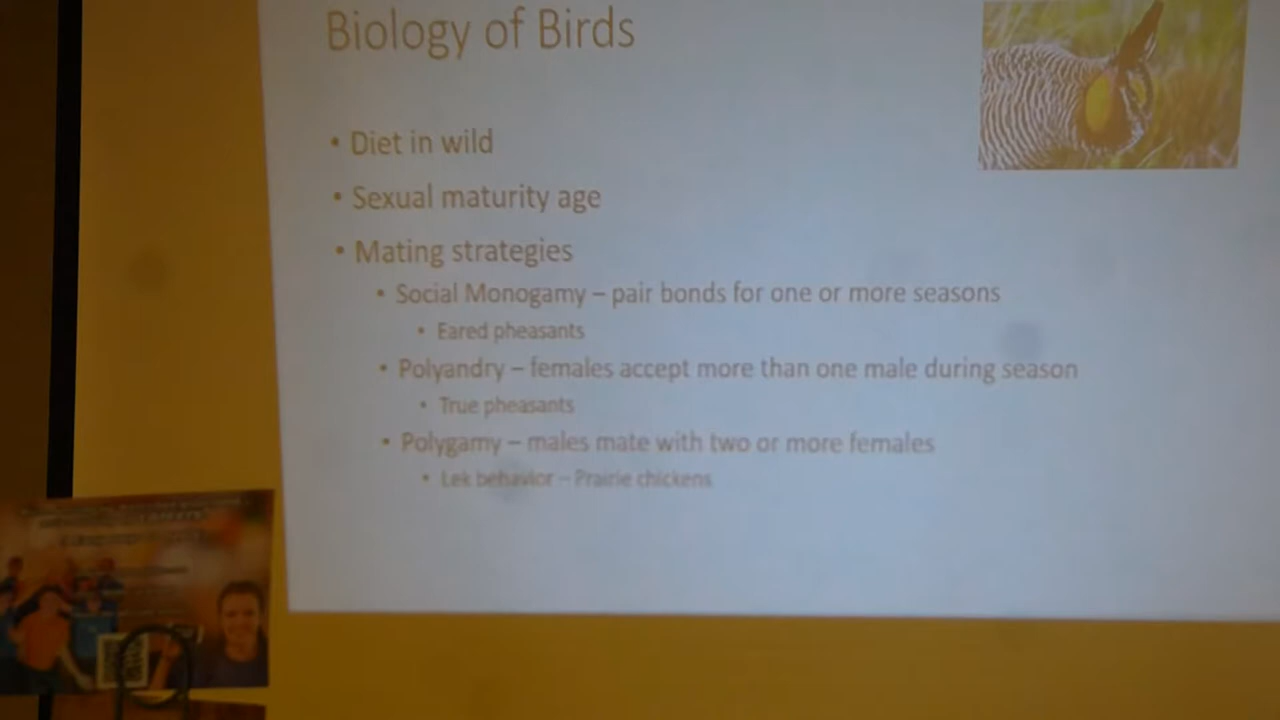 Biology of Birds
• Diet in wild
• Sexual maturity age
• Mating strategies
• Social Monogamy – pair bonds for one or more seasons
• Eared pheasants
• Polyandry – females accept more than one male during season
• True pheasants
• Polygamy – males mate with two or more females
• Lek behavior – Prairie chickens